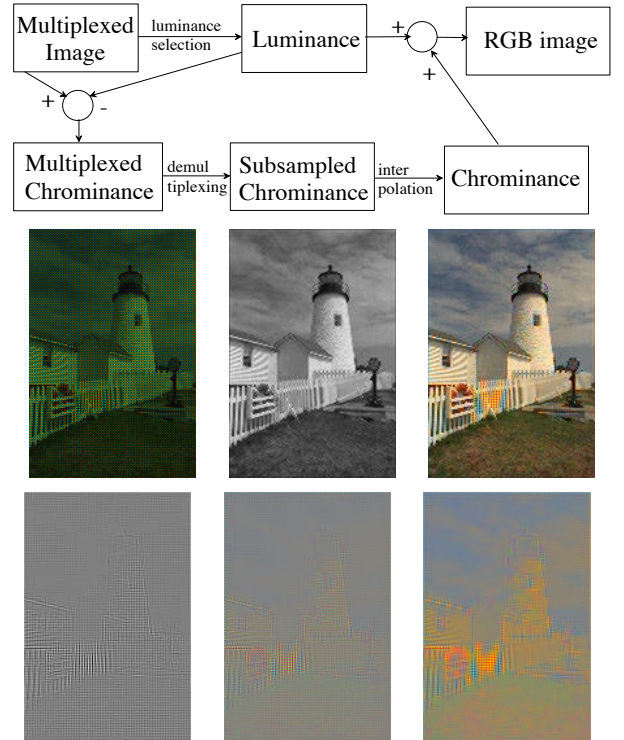 Multiplexed
Image
luminance
selection
Luminance
+
RGB image
+
+
-
Multiplexed
Chrominance
demul
tiplexing
Subsampled
Chrominance
inter
polation
Chrominance